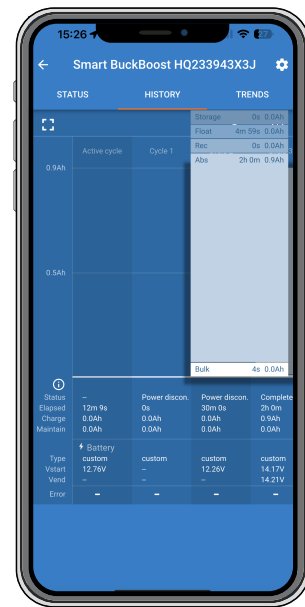 15:26
27
Smart BuckBoost HQ233943X3J
STATUS HISTORY TRENDS
Storage 0s 0.0Ah
Float 4m 59s 0.0Ah
Rec 0s 0.0Ah
Abs 2h 0m 0.9Ah
Active cycle Cycle 1
0.9Ah
0.5Ah
Bulk 4s 0.0Ah
Status – Power discon. Power discon. Complete
Elapsed 12m 9s 0s 30m 0s 2h 0m
Charge 0.0Ah 0.0Ah 0.0Ah 0.9Ah
Maintain 0.0Ah 0.0Ah 0.0Ah 0.0Ah
Battery
Type custom custom custom custom
Vstart 12.76V – 12.26V 14.17V
Vend – – – 14.21V
Error – – – –